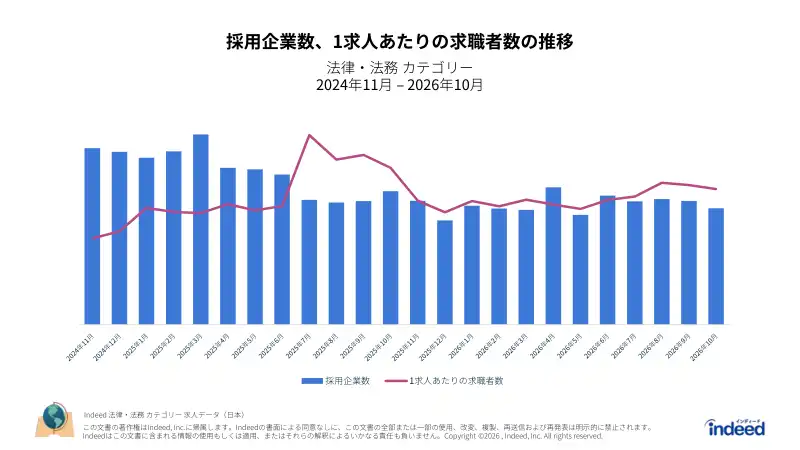 採用企業数、1求人あたりの求職者数の推移
法律・法務 カテゴリー
2024年11月 – 2026年10月
2024年11月
2024年12月
2025年1月
2025年2月
2025年3月
2025年4月
2025年5月
2025年6月
2025年7月
2025年8月
2025年9月
2025年10月
2025年11月
2025年12月
2026年1月
2026年2月
2026年3月
2026年4月
2026年5月
2026年6月
2026年7月
2026年8月
2026年9月
2026年10月
採用企業数
1求人あたりの求職者数
Indeed 法律・法務 カテゴリー 求人データ（日本）
この文書の著作権はIndeed, Inc.に帰属します。Indeedの書面による同意なしに、この文書の全部または一部の使用、改変、複製、再送信および再発表は明示的に禁止されます。
Indeedはこの文書に含まれる情報の使用もしくは適用、またはそれらの解釈によるいかなる責任も負いません。Copyright ©2026 , Indeed, Inc. All rights reserved.
インディード
indeed